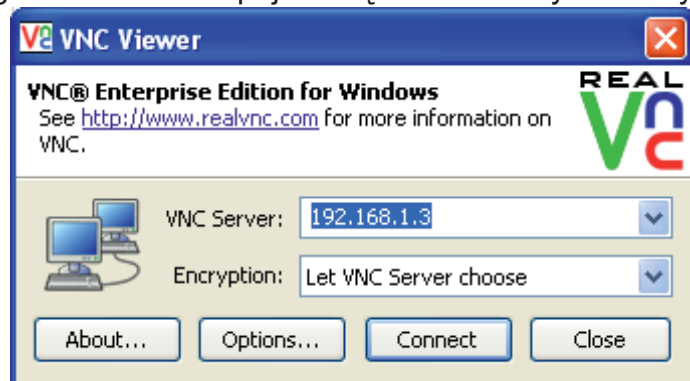 VNC Viewer
VNC® Enterprise Edition for Windows
See http://www.realvnc.com for more information on
VNC.
REAL
VNC
VNC Server: 192.168.1.3
Encryption: Let VNC Server choose
About... Options... Connect Close